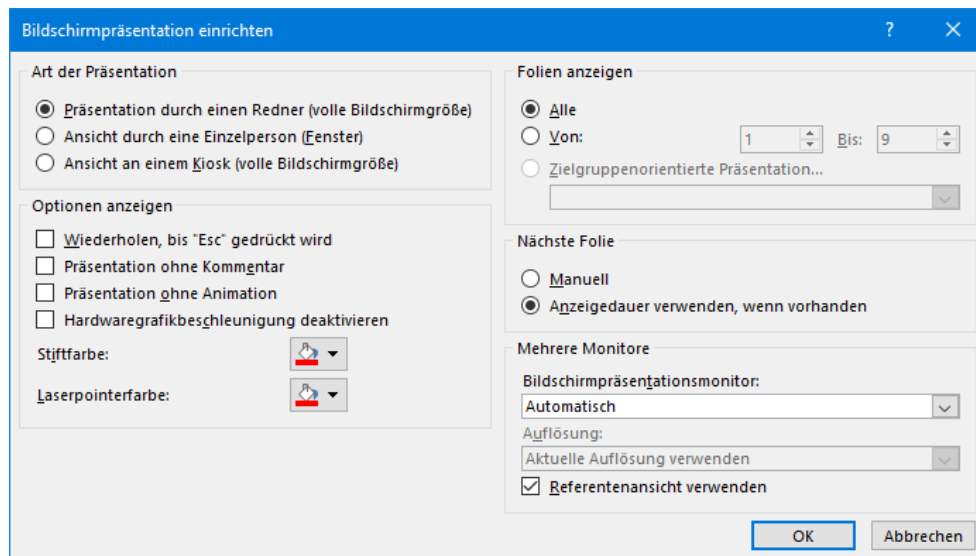 Bildschirmpräsentation einrichten
Art der Präsentation
Präsentation durch einen Redner (volle Bildschirmgröße)
Ansicht durch eine Einzelperson (Fenster)
Ansicht an einem Kiosk (volle Bildschirmgröße)
Optionen anzeigen
Wiederholen, bis "Esc" gedrückt wird
Präsentation ohne Kommentar
Präsentation ohne Animation
Hardwaregrafikbeschleunigung deaktivieren
Stiftfarbe:
Laserpointerfarbe:
Folien anzeigen
Alle
Von: 1 Bis: 9
Zielgruppenorientierte Präsentation...
Nächste Folie
Manuell
Anzeigedauer verwenden, wenn vorhanden
Mehrere Monitore
Bildschirmpräsentationsmonitor:
Automatisch
Auflösung:
Aktuelle Auflösung verwenden
Referentenansicht verwenden
OK Abbrechen